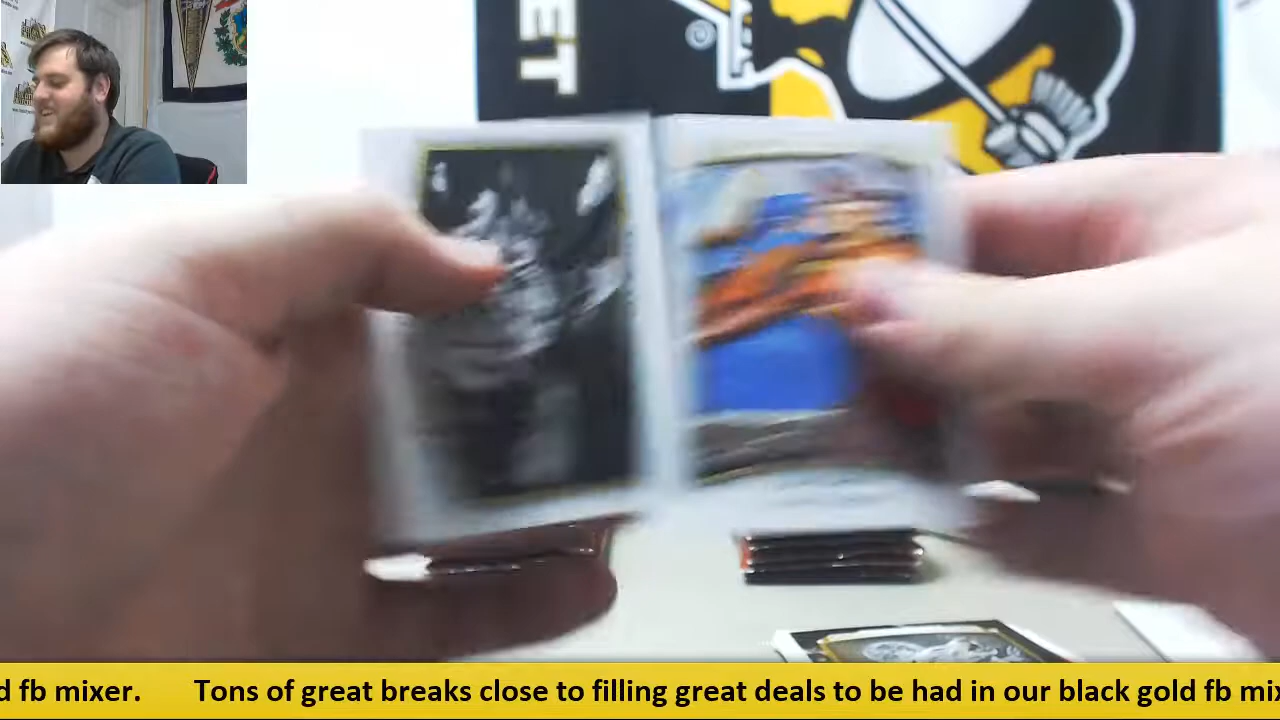 ET
®
d fb mixer. Tons of great breaks close to filling great deals to be had in our black gold fb mix